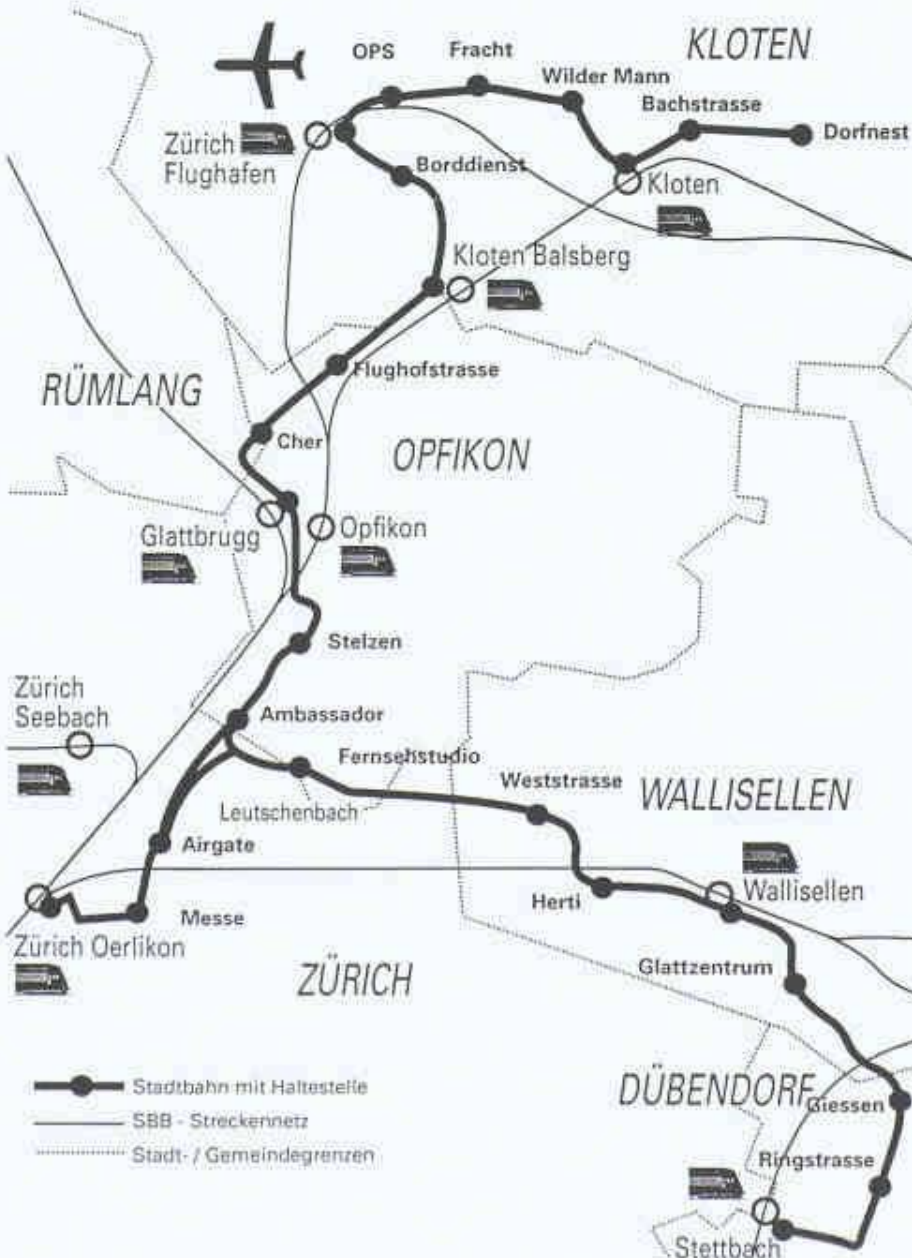 KLOTEN
OPS
Fracht
Wilder Mann
Bachstrasse
Dorfnest
Zürich
Flughafen
Borddienst
Kloten
Kloten Balsberg
Flughofstrasse
RÜMLANG
Cher
OPFIKON
Glattbrugg
Opfikon
Stelzen
Zürich
Seebach
Ambassador
Fernsehstudio
Leutschenbach
Weststrasse
WALLISELLEN
Airgate
Wallisellen
Herti
Messe
Zürich Oerlikon
ZÜRICH
Glattzentrum
DÜBENDORF
Giessen
Ringstrasse
Stettbach
Stadtbahn mit Haltestelle
SBB - Streckennetz
Stadt- / Gemeindegrenzen